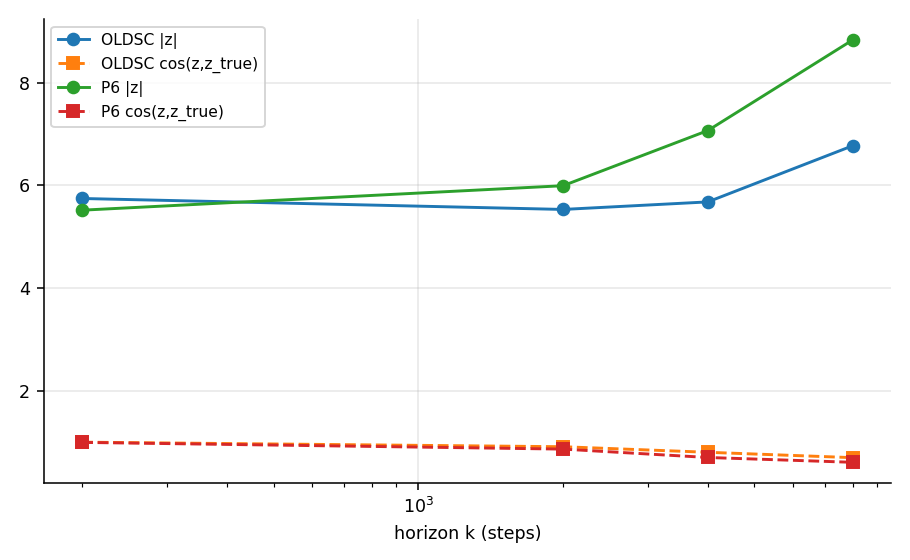 OLDSC |z|
OLDSC cos(z,z_true)
P6 |z|
P6 cos(z,z_true)
8
6
4
2
10³
horizon k (steps)